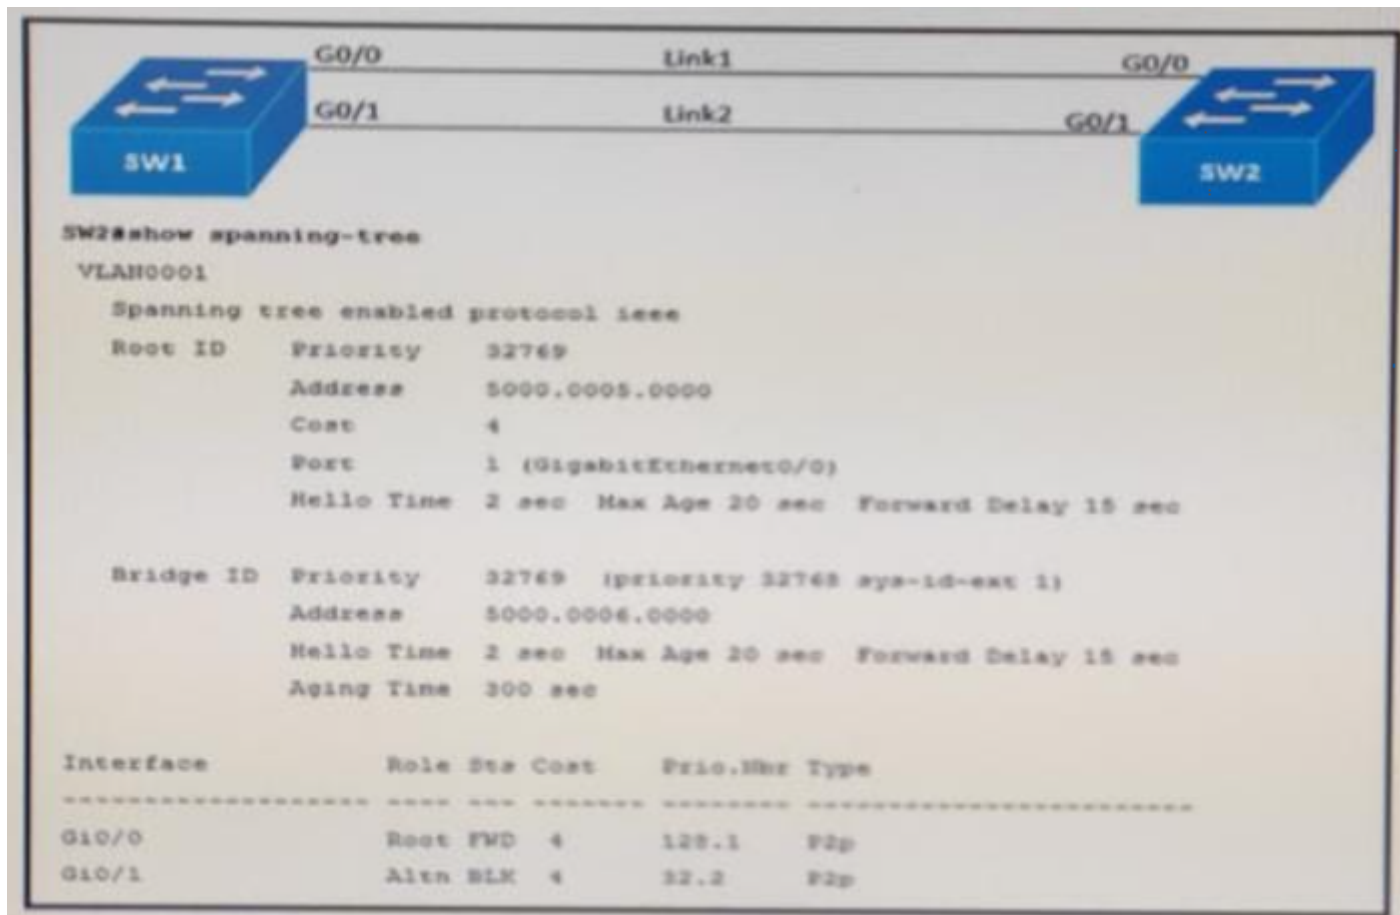 G0/0 Link1 G0/0
G0/1 Link2 G0/1
SW1
SW2
SW2#show spanning-tree
VLAN0001
Spanning tree enabled protocol ieee
Root ID Priority 32769
Address 5000.0005.0000
Cost 4
Port 1 (GigabitEthernet0/0)
Hello Time 2 sec Max Age 20 sec Forward Delay 15 sec
Bridge ID Priority 32769 (priority 32768 sys-id-ext 1)
Address 5000.0006.0000
Hello Time 2 sec Max Age 20 sec Forward Delay 15 sec
Aging Time 300 sec
Interface Role Sts Cost Prio.Nbr Type
------------------- ---- --- ------- -------- ------------------------
Gi0/0 Root FWD 4 128.1 P2p
Gi0/1 Altn BLK 4 32.2 P2p